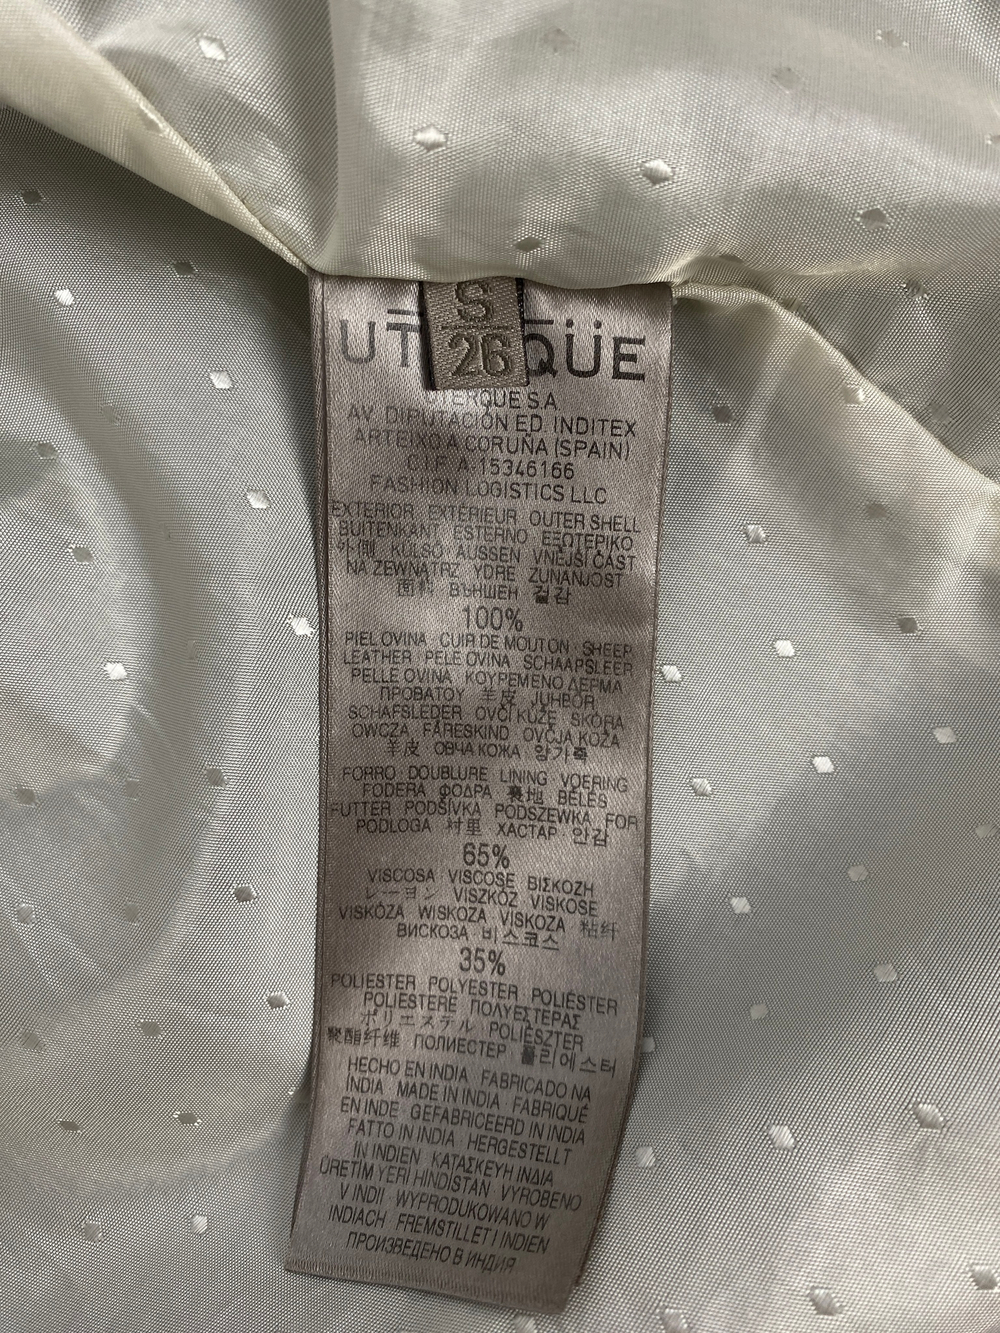 S
26
UT QÜE
TERQÜE S.A.
AV. DIPUTACIÓN ED. INDITEX
ARTEIXO A CORUÑA (SPAIN)
C.I.F. A-15346166
FASHION LOGISTICS LLC
EXTERIOR EXTÉRIEUR OUTER SHELL
BUITENKANT ESTERNO ΕΞΩΤΕΡΙΚΟ
外側 KÜLSŐ AUSSEN VNĚJŠÍ ČÁST
NA ZEWNĄTRZ YDRE ZUNANJOST
面料 ВЪНШЕН 겉감
100%
PIEL OVINA CUIR DE MOUTON SHEEP
LEATHER PELE OVINA SCHAAPSLEER
PELLE OVINA ΚΟΥΡΕΜΕΝΟ ΔΕΡΜΑ
ΠΡΟΒΑΤΟΥ 羊皮 JUHBŐR
SCHAFSLEDER OVČÍ KŮŽE SKÓRA
OWCZA FÅRESKIND OVČJA KOŽA
羊皮 ОВЧА КОЖА 양가죽
FORRO DOUBLURE LINING VOERING
FODERA ΦΟΔΡΑ 裏地 BÉLÉS
FUTTER PODŠÍVKA PODSZEWKA FOR
PODLOGA 衬里 ХАСТАР 안감
65%
VISCOSA VISCOSE ΒΙΣΚΟΖΗ
レーヨン VISZKÓZ VISKOSE
VISKÓZA WISKOZA VISKOZA 粘纤
ВИСКОЗА 비스코스
35%
POLIESTER POLYESTER POLIÉSTER
POLIESTERE ΠΟΛΥΕΣΤΕΡΑΣ
ポリエステル POLIÉSZTER
聚酯纤维 ПОЛИЕСТЕР 폴리에스터
HECHO EN INDIA FABRICADO NA
ÍNDIA MADE IN INDIA FABRIQUÉ
EN INDE GEFABRICEERD IN INDIA
FATTO IN INDIA HERGESTELLT
IN INDIEN ΚΑΤΑΣΚΕΥΗ ΙΝΔΙΑ
ÜRETİM YERİ HİNDİSTAN VYROBENO
V INDII WYPRODUKOWANO W
INDIACH FREMSTILLET I INDIEN
ПРОИЗВЕДЕНО В ИНДИЯ